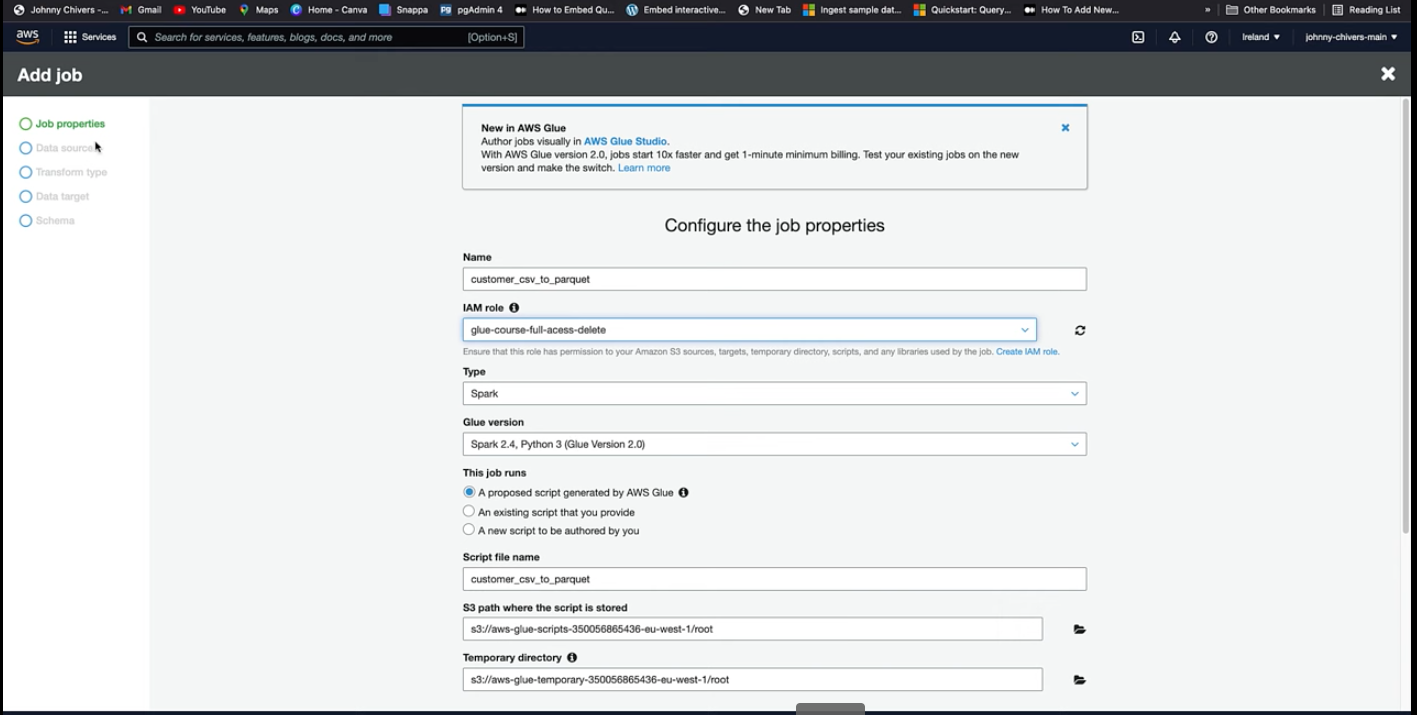 Johnny Chivers -...
Gmail
YouTube
Maps
Home - Canva
Snappa
pgAdmin 4
How to Embed Qu...
Embed interactive...
New Tab
Ingest sample dat...
Quickstart: Query...
How To Add New...
»
Other Bookmarks
Reading List
aws
Services
Search for services, features, blogs, docs, and more
[Option+S]
Ireland
johnny-chivers-main
Add job
Job properties
Data source
Transform type
Data target
Schema
New in AWS Glue
Author jobs visually in AWS Glue Studio.
With AWS Glue version 2.0, jobs start 10x faster and get 1-minute minimum billing. Test your existing jobs on the new
version and make the switch. Learn more
Configure the job properties
Name
customer_csv_to_parquet
IAM role
glue-course-full-acess-delete
Ensure that this role has permission to your Amazon S3 sources, targets, temporary directory, scripts, and any libraries used by the job. Create IAM role.
Type
Spark
Glue version
Spark 2.4, Python 3 (Glue Version 2.0)
This job runs
A proposed script generated by AWS Glue
An existing script that you provide
A new script to be authored by you
Script file name
customer_csv_to_parquet
S3 path where the script is stored
s3://aws-glue-scripts-350056865436-eu-west-1/root
Temporary directory
s3://aws-glue-temporary-350056865436-eu-west-1/root